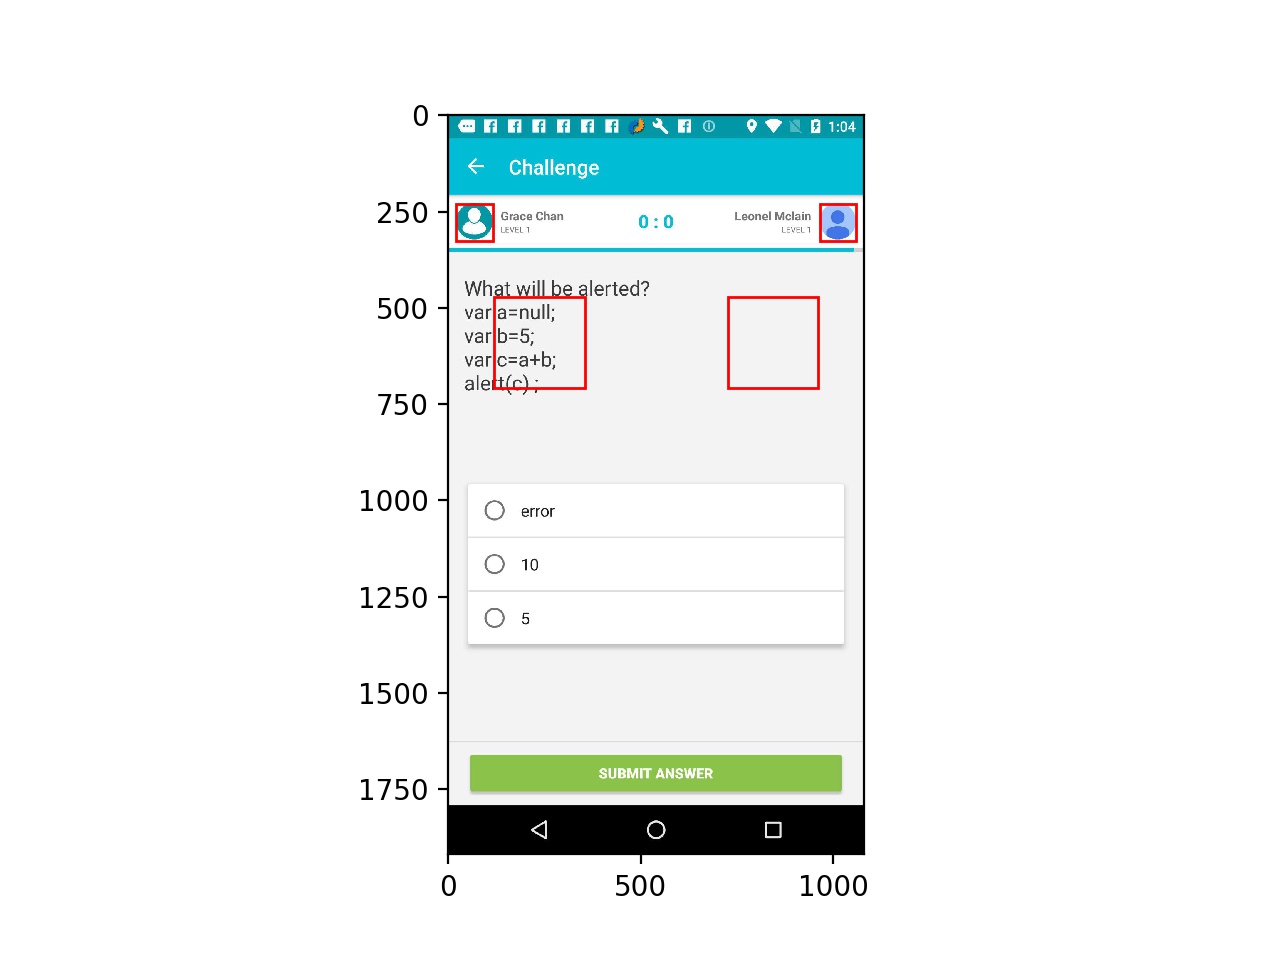 0
1:04
Challenge
250
Grace Chan
LEVEL 1
0 : 0
Leonel Mclain
LEVEL 1
What will be alerted?
500
var a=null;
var b=5;
var c=a+b;
alert(c) ;
750
1000
error
10
1250
5
1500
SUBMIT ANSWER
1750
0
500
1000